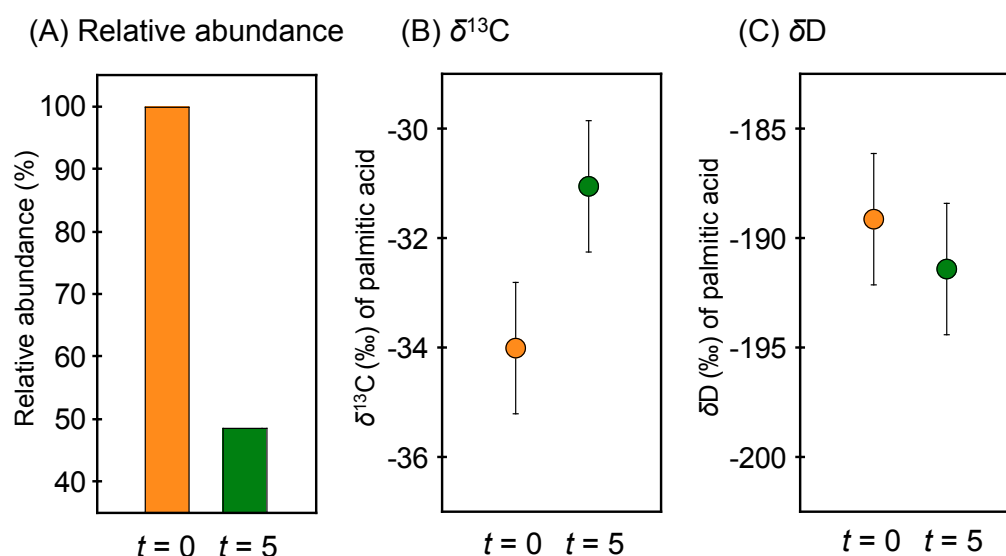 (A) Relative abundance
(B) δ¹³C
(C) δD
Relative abundance (%)
100
90
80
70
60
50
40
t = 0
t = 5
δ¹³C (‰) of palmitic acid
-30
-32
-34
-36
t = 0
t = 5
δD (‰) of palmitic acid
-185
-190
-195
-200
t = 0
t = 5